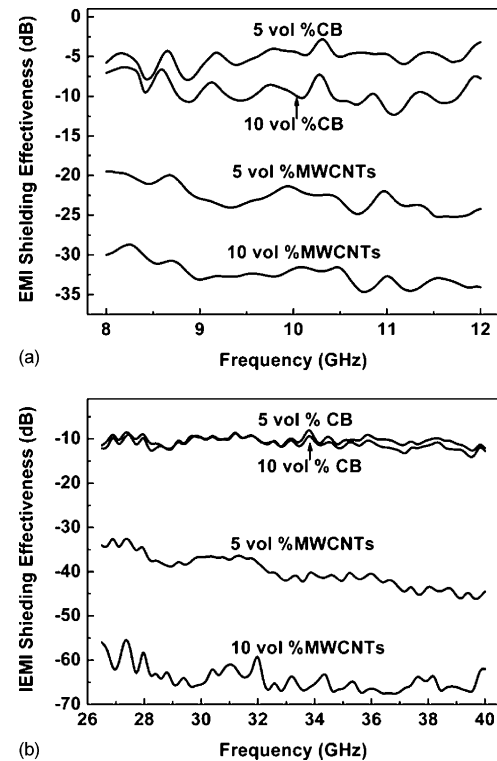 EMI Shielding Effectiveness (dB)
0
-5
-10
-15
-20
-25
-30
-35
5 vol %CB
10 vol %CB
5 vol %MWCNTs
10 vol %MWCNTs
8 9 10 11 12
(a)
Frequency (GHz)
IEMI Shieding Effectiveness (dB)
-10
-20
-30
-40
-50
-60
-70
5 vol % CB
10 vol % CB
5 vol %MWCNTs
10 vol %MWCNTs
26 28 30 32 34 36 38 40
(b)
Frequency (GHz)